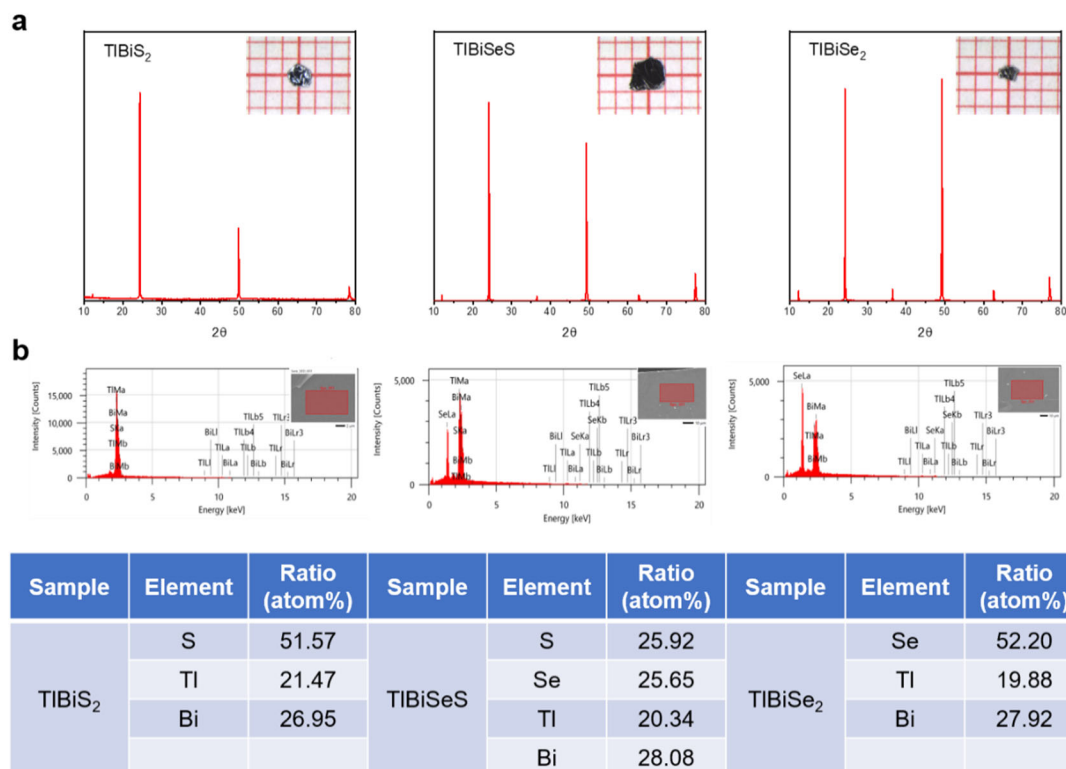 a
TlBiS2
TlBiSeS
TlBiSe2
10 20 30 40 50 60 70 80
10 20 30 40 50 60 70 80
10 20 30 40 50 60 70 80
2θ
2θ
2θ
b
Intensity [Counts]
15,000
10,000
5,000
0
TlMa
BiMa
SKa
TlMb
BiMb
BiLl
TlLl
TlLa
BiLa
TlLb4
TlLb5
TlLb
BiLb
TlLr
BiLr3
BiLr
0 5 10 15 20
Energy [keV]
Intensity [Counts]
5,000
0
SeLa
TlMa
BiMa
BiMb
TlMb
BiLl
TlLl
SeKa
TlLa
BiLa
TlLb5
TlLb4
SeKb
TlLb
BiLb
TlLr3
BiLr3
TlLr
BiLr
0 5 10 15 20
Energy [keV]
Intensity [Counts]
5,000
0
SeLa
BiMa
TlMa
BiMb
BiLl
TlLl
SeKa
TlLa
BiLa
TlLb5
TlLb4
SeKb
TlLb
BiLb
TlLr3
BiLr3
TlLr
BiLr
0 5 10 15 20
Energy [keV]
Sample Element Ratio (atom%) Sample Element Ratio (atom%) Sample Element Ratio (atom%)
S 51.57 S 25.92 Se 52.20
Tl 21.47 Se 25.65 Tl 19.88
TlBiS2 TlBiSeS TlBiSe2
Bi 26.95 Tl 20.34 Bi 27.92
Bi 28.08